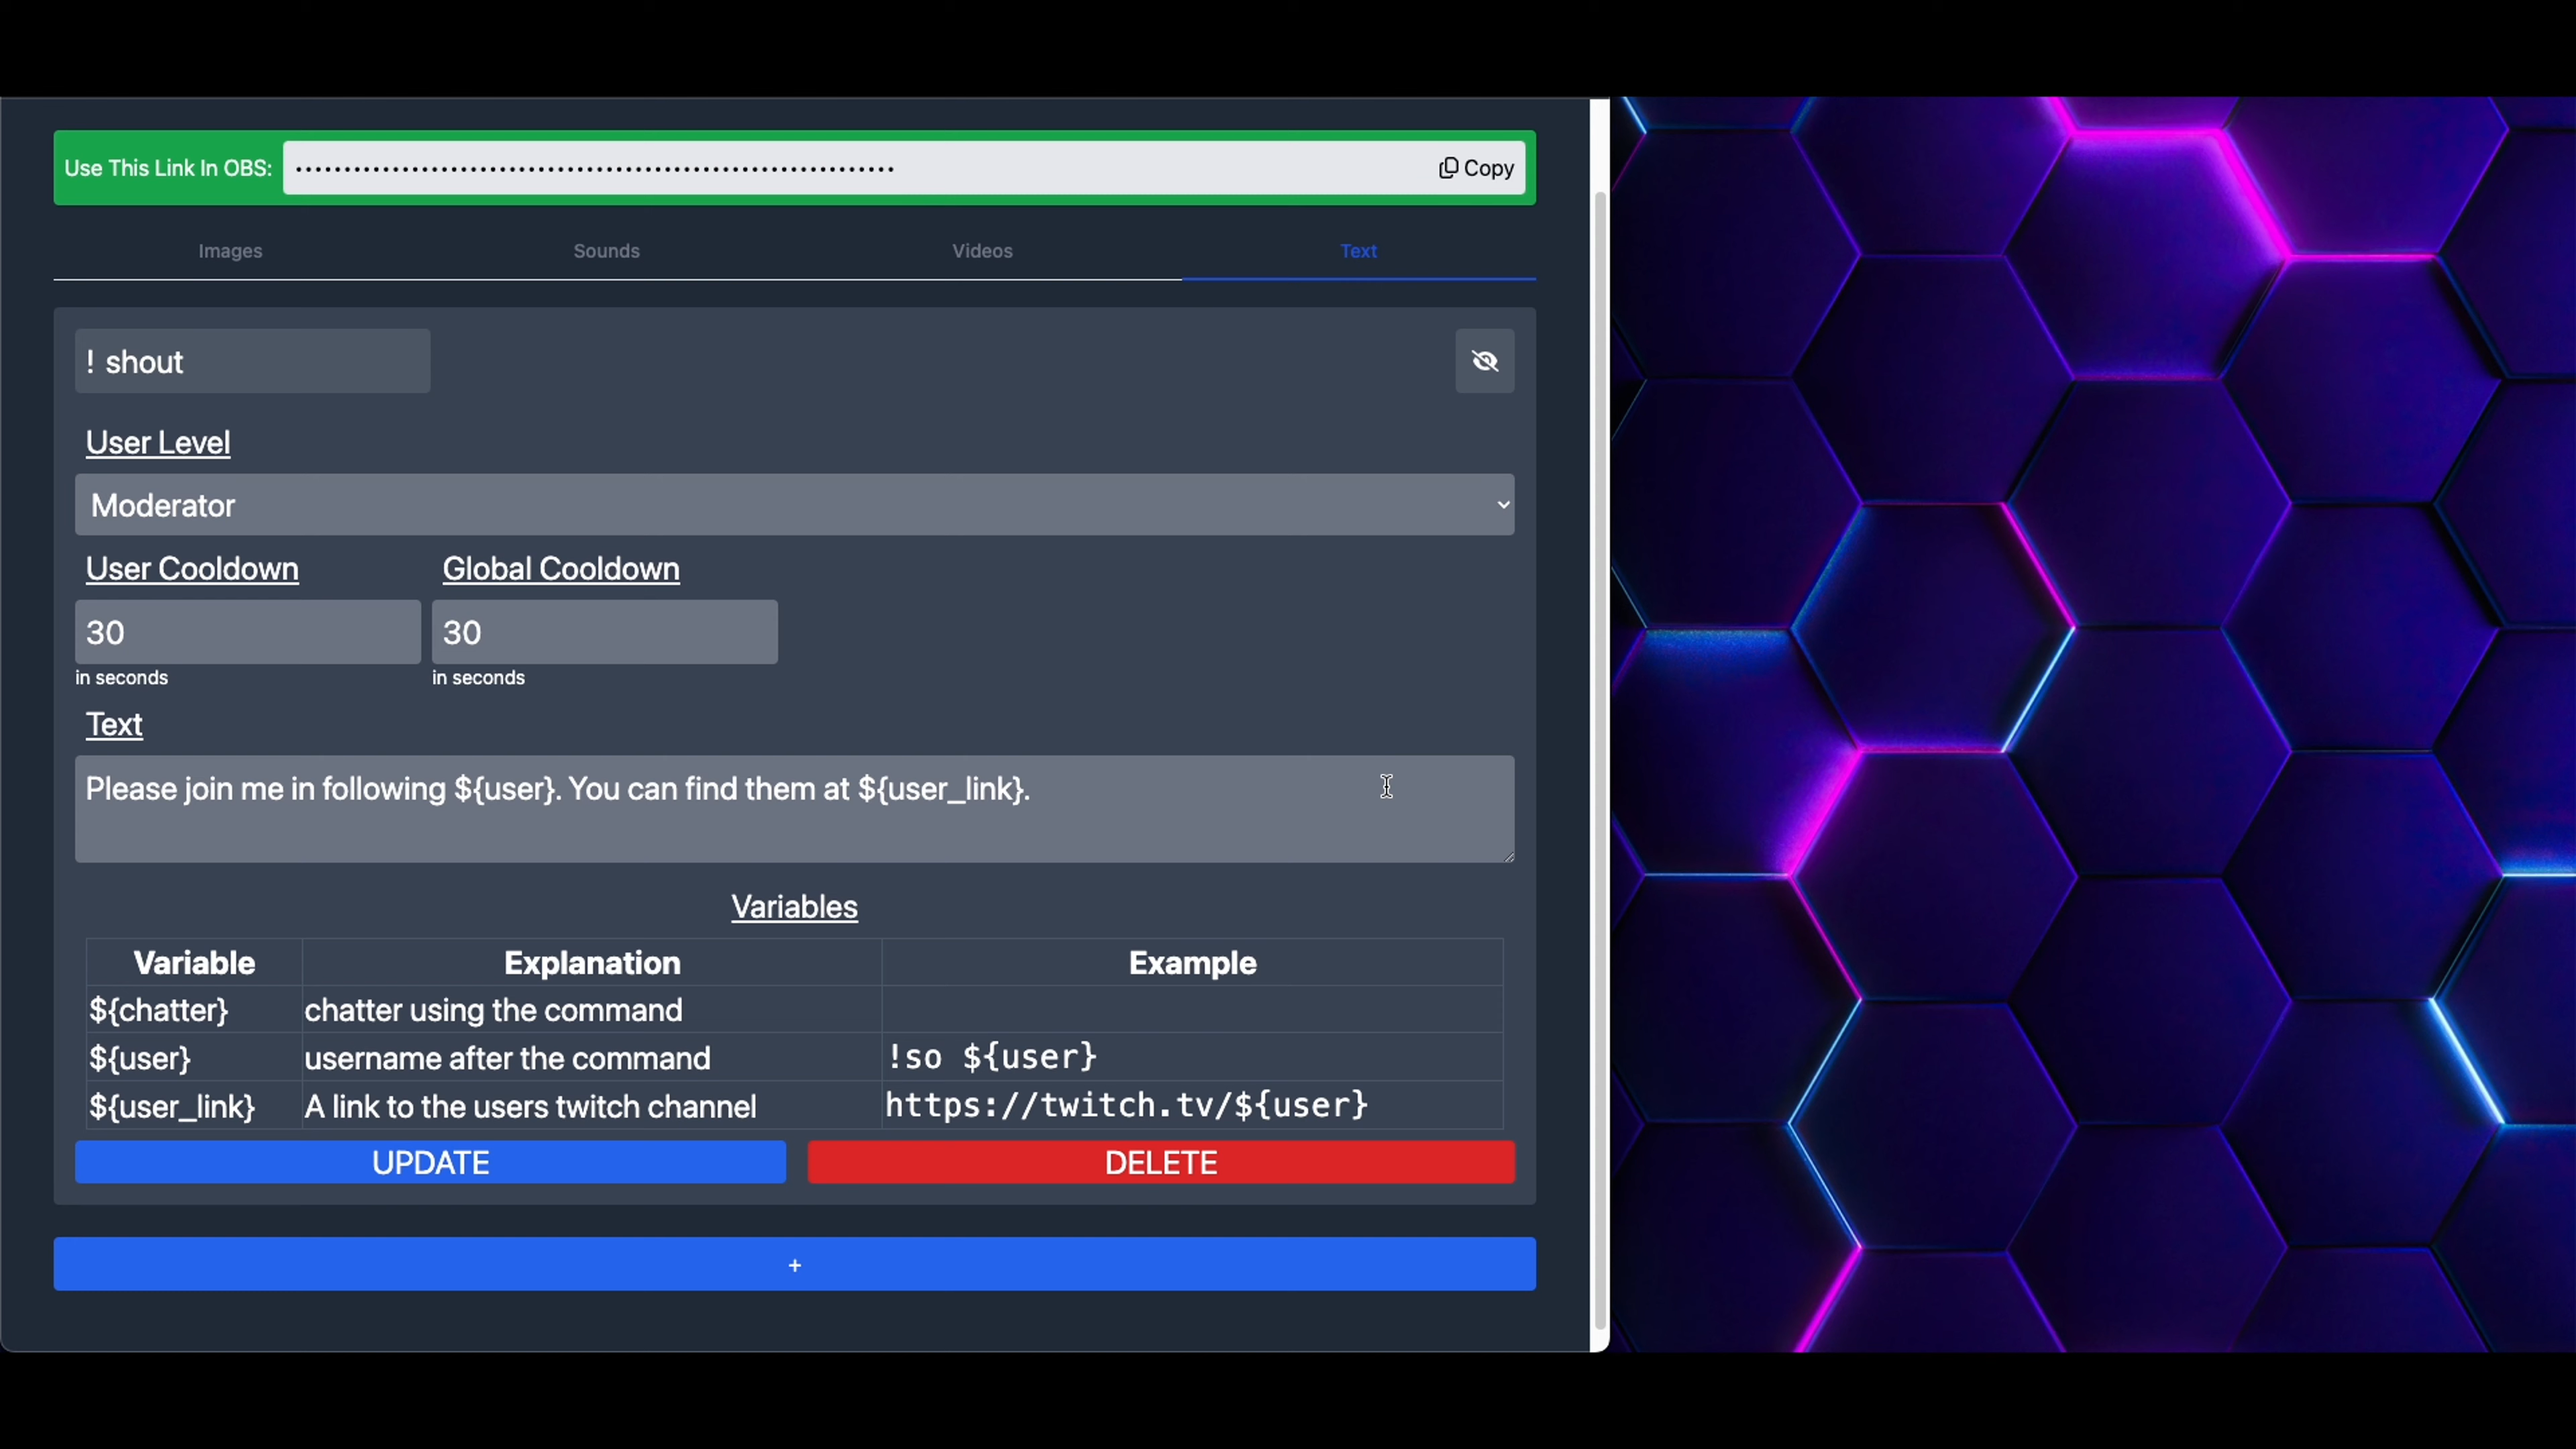 Use This Link In OBS: •••••••••••••••••••••••••••••••••••••••••••••••••••••••••••••• Copy
Images Sounds Videos Text
! shout
User Level
Moderator
User Cooldown Global Cooldown
30 30
in seconds in seconds
Text
Please join me in following ${user}. You can find them at ${user_link}.
Variables
Variable Explanation Example
${chatter} chatter using the command
${user} username after the command !so ${user}
${user_link} A link to the users twitch channel https://twitch.tv/${user}
UPDATE DELETE
+